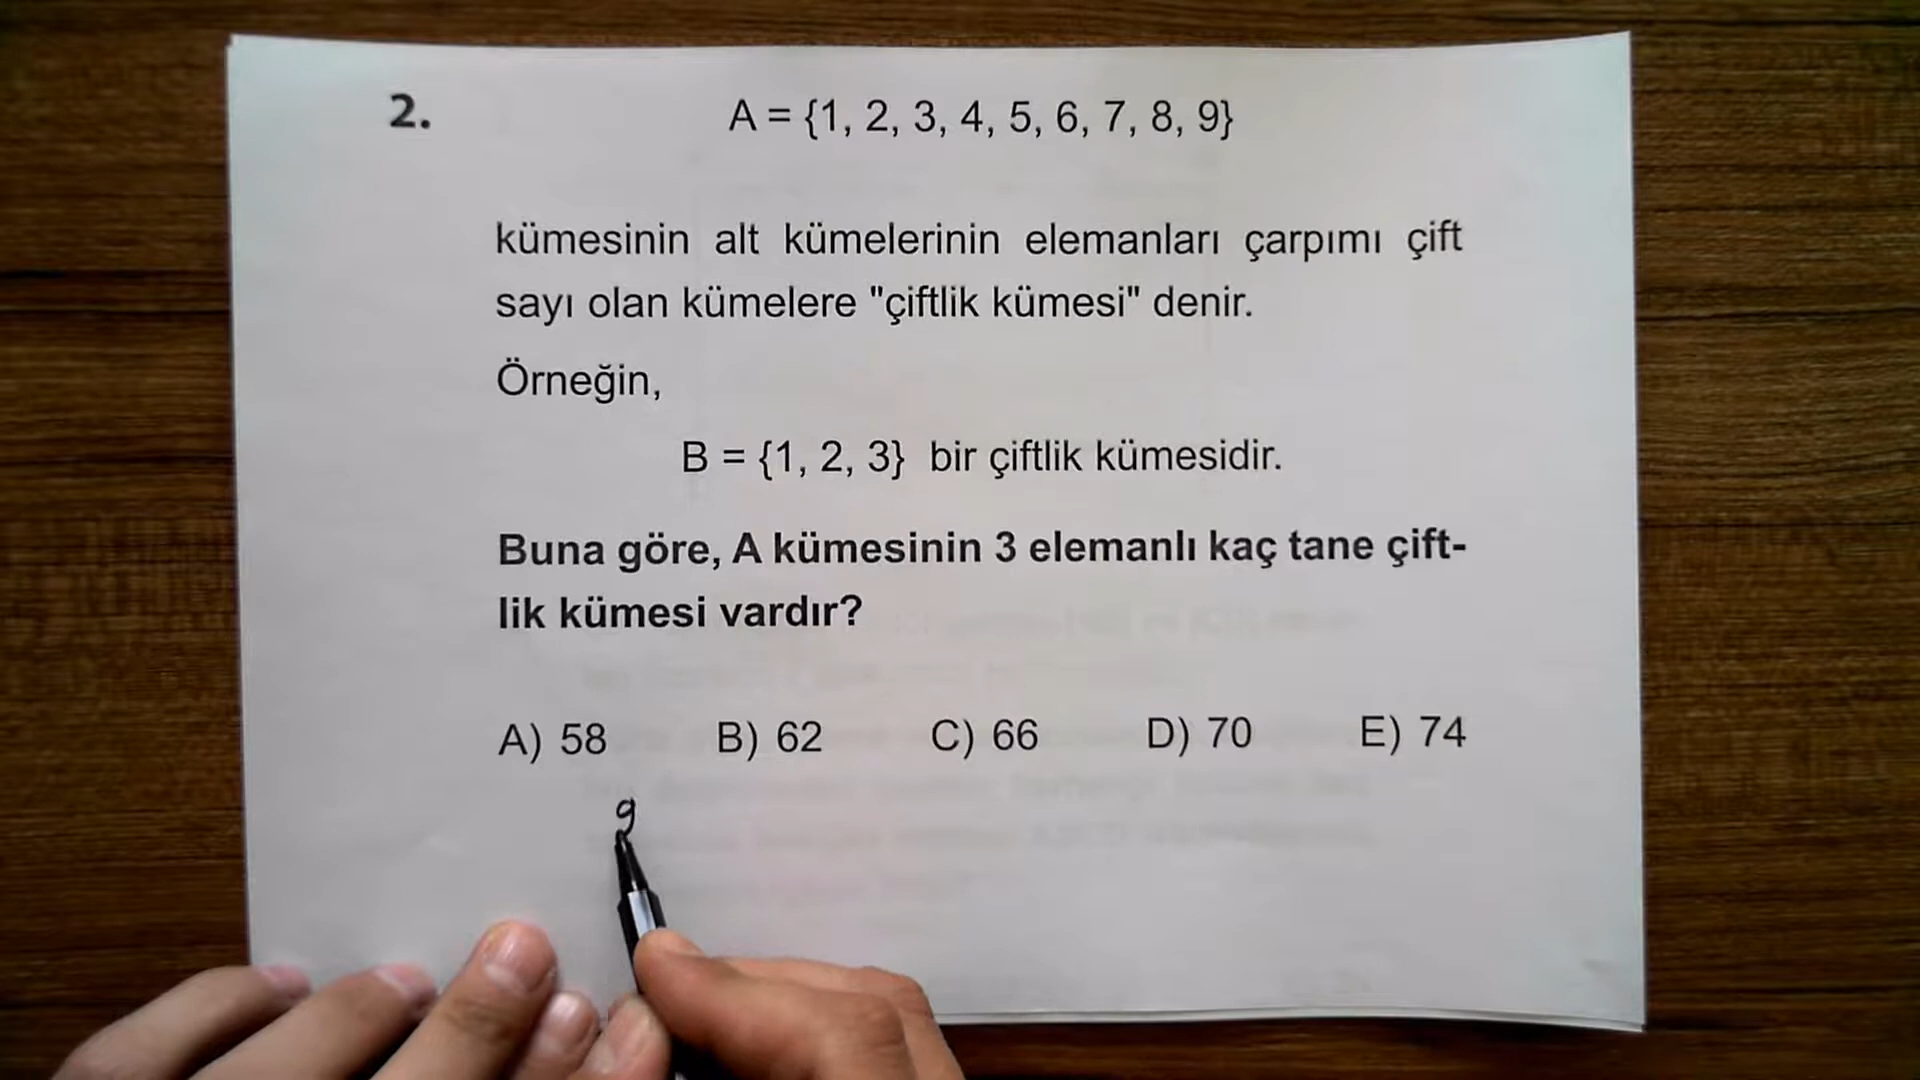 2. A = {1, 2, 3, 4, 5, 6, 7, 8, 9}
kümesinin alt kümelerinin elemanları çarpımı çift
sayı olan kümelere "çiftlik kümesi" denir.
Örneğin,
B = {1, 2, 3} bir çiftlik kümesidir.
Buna göre, A kümesinin 3 elemanlı kaç tane çift-
lik kümesi vardır?
A) 58 B) 62 C) 66 D) 70 E) 74
9